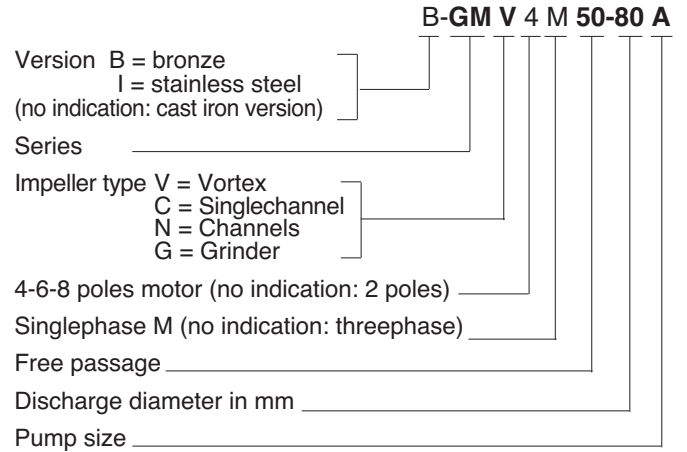 B-GM V 4 M 50-80 A
Version B = bronze
I = stainless steel
(no indication: cast iron version)
Series
Impeller type V = Vortex
C = Singlechannel
N = Channels
G = Grinder
4-6-8 poles motor (no indication: 2 poles)
Singlephase M (no indication: threephase)
Free passage
Discharge diameter in mm
Pump size